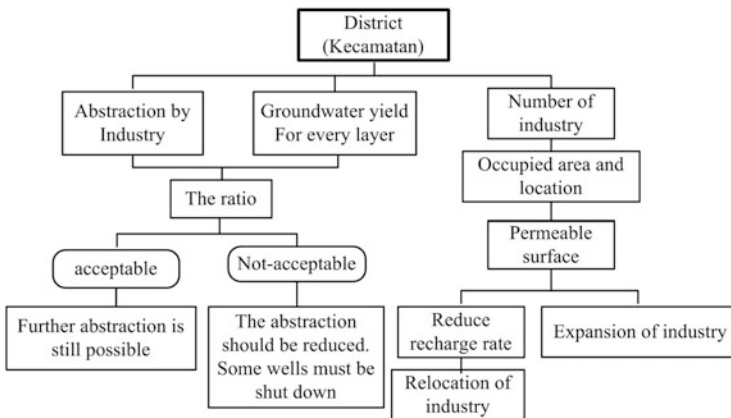 District
(Kecamatan)
Abstraction by
Industry
Groundwater yield
For every layer
Number of
industry
Occupied area and
location
The ratio
Permeable
surface
acceptable
Not-acceptable
Further abstraction is
still possible
The abstraction
should be reduced.
Some wells must be
shut down
Reduce
recharge rate
Expansion of industry
Relocation of
industry